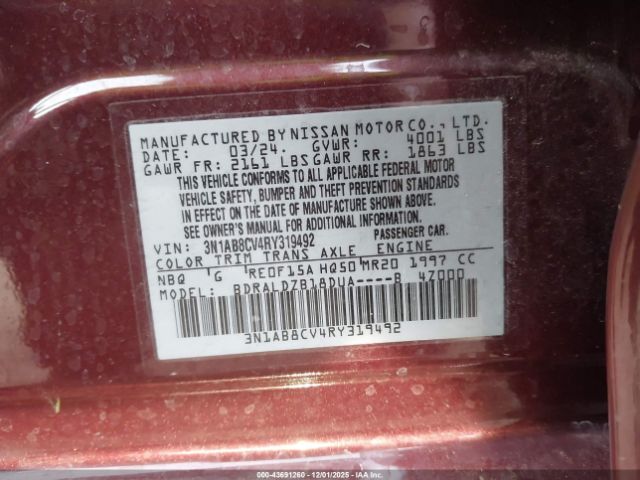 MANUFACTURED BY NISSAN MOTOR CO., LTD.
DATE: 03/24. GVWR: 4001 LBS
GAWR FR: 2161 LBS GAWR RR: 1863 LBS
THIS VEHICLE CONFORMS TO ALL APPLICABLE FEDERAL MOTOR
VEHICLE SAFETY, BUMPER AND THEFT PREVENTION STANDARDS
IN EFFECT ON THE DATE OF MANUFACTURE SHOWN ABOVE.
SEE OWNER'S MANUAL FOR ADDITIONAL INFORMATION.
VIN: 3N1AB8CV4RY319492 PASSENGER CAR.
COLOR TRIM TRANS AXLE ENGINE
NBQ G RE0F15A HQ50 MR20 1997 CC
MODEL: BDRALDZB18DUA----B 4Z000
3N1AB8CV4RY319492
000-43691260 - 12/01/2025 - IAAI.COM